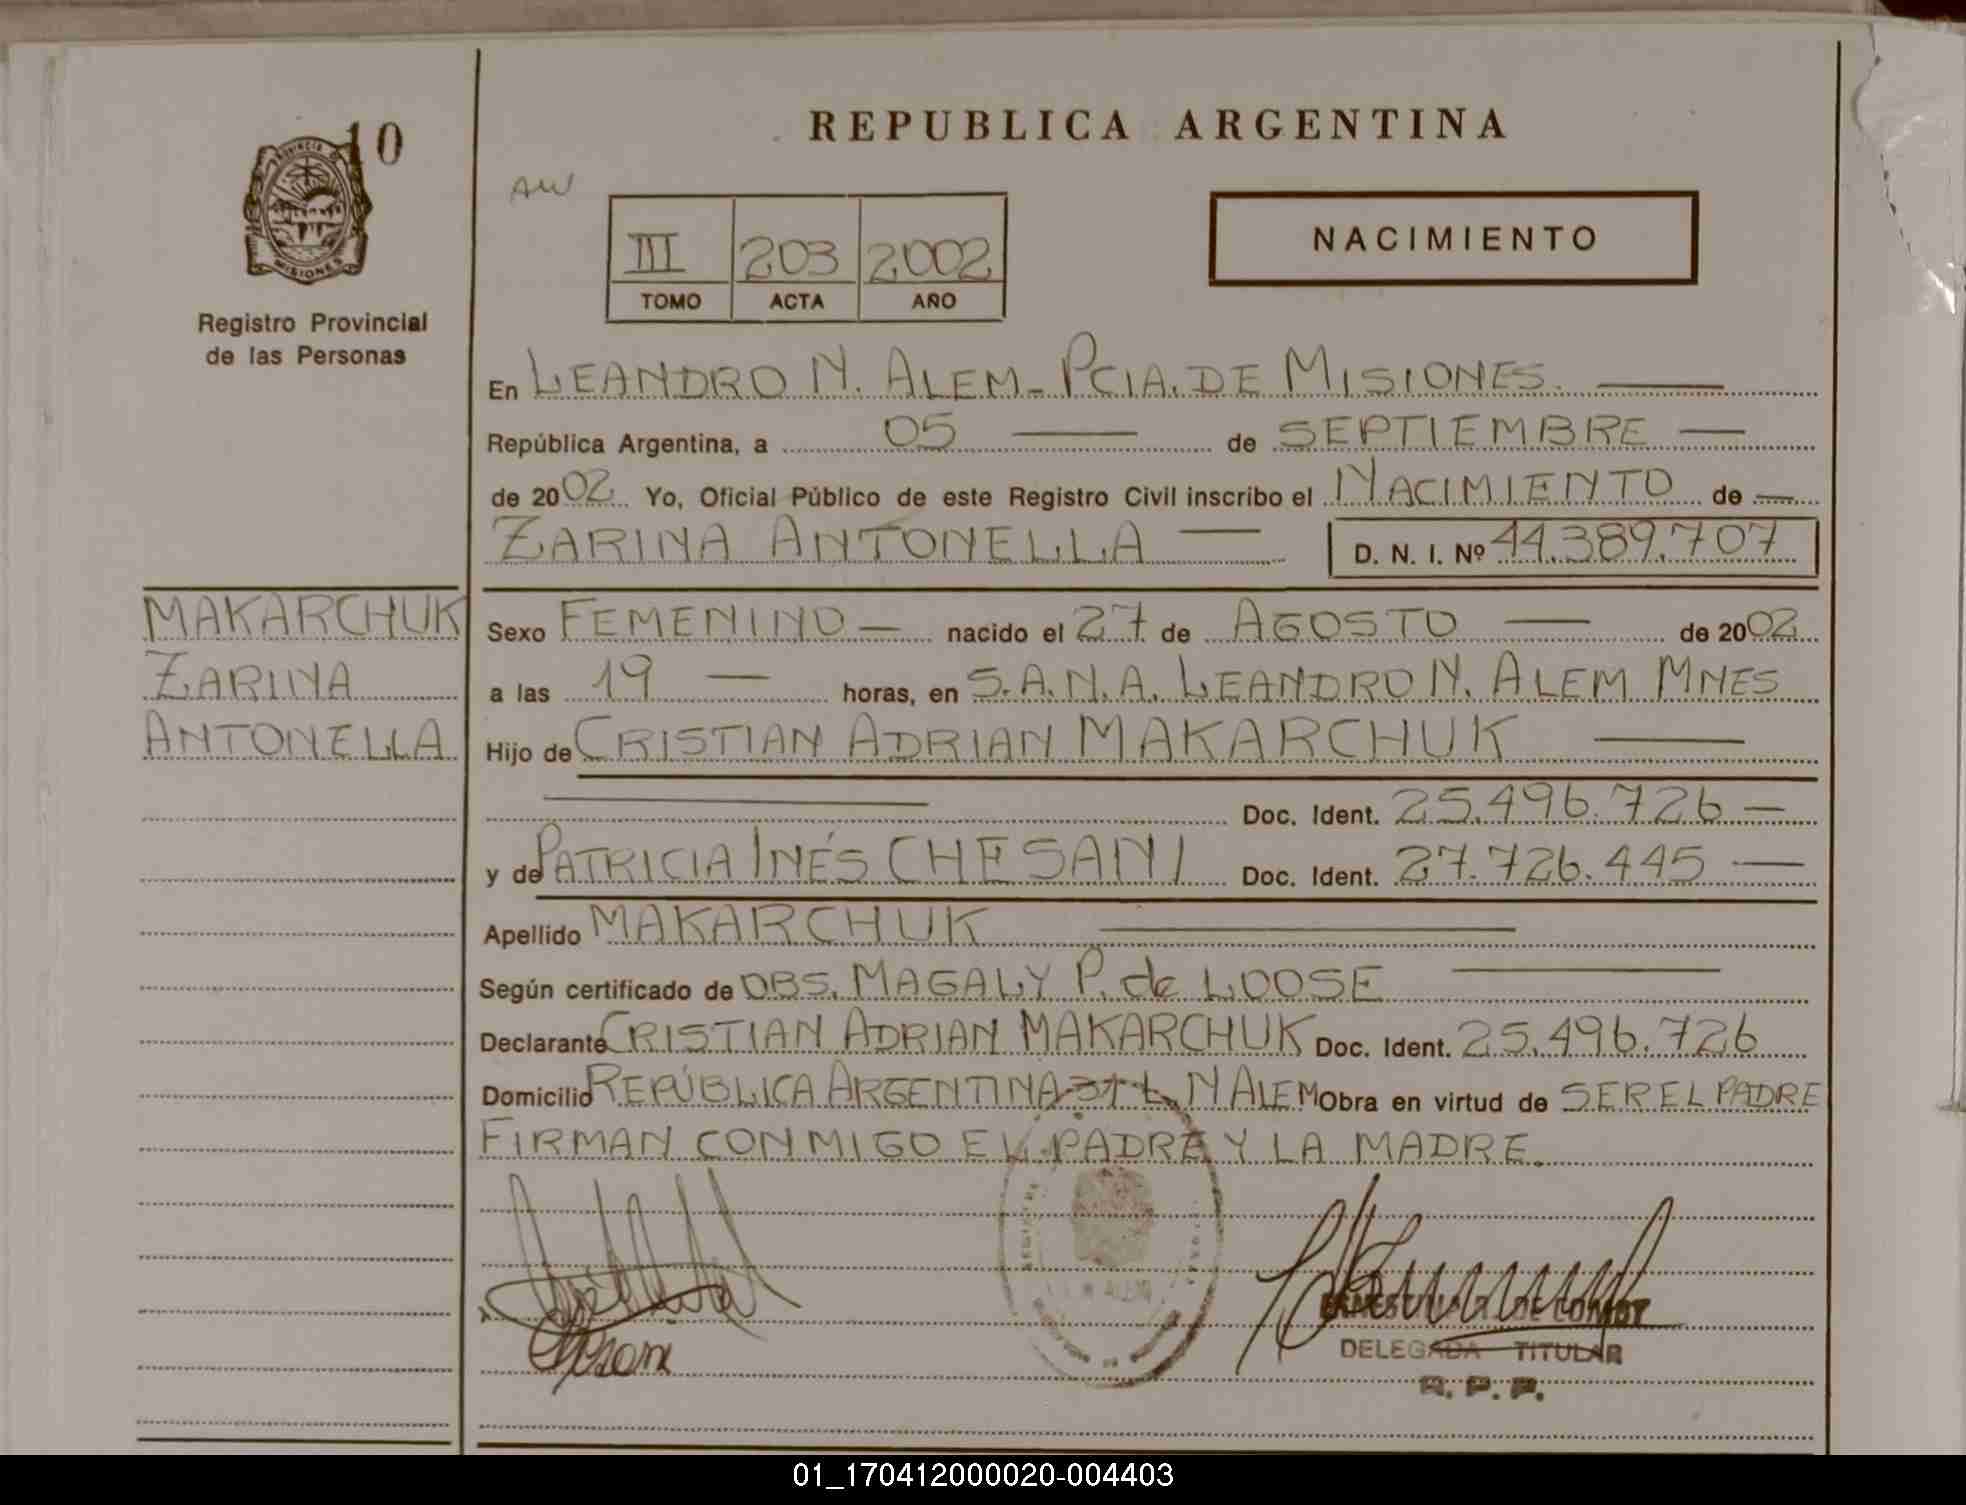 10
PROVINCIA DE
MISIONES
Registro Provincial
de las Personas
MAKARCHUK
ZARINA
ANTONELLA
REPUBLICA ARGENTINA
AW
III 203 2002
TOMO ACTA AÑO
NACIMIENTO
En LEANDRO N. ALEM - PCIA. DE MISIONES.
República Argentina, a 05 de SEPTIEMBRE
de 2002 Yo, Oficial Público de este Registro Civil inscribo el NACIMIENTO de
ZARINA ANTONELLA D. N. I. Nº 44.389.707
Sexo FEMENINO nacido el 27 de AGOSTO de 2002
a las 19 horas, en S.A.N.A. LEANDRO N. ALEM MNES
Hijo de CRISTIAN ADRIAN MAKARCHUK
Doc. Ident. 25.496.726
y de PATRICIA INÉS CHESANI Doc. Ident. 27.726.445
Apellido MAKARCHUK
Según certificado de OBS. MAGALY P. de LOOSE
Declarante CRISTIAN ADRIAN MAKARCHUK Doc. Ident. 25.496.726
Domicilio REPÚBLICA ARGENTINA L. N ALEM Obra en virtud de SER EL PADRE
FIRMAN CONMIGO EL PADRE Y LA MADRE.
DELEGADA TITULAR
R. P. P.
01_170412000020-004403